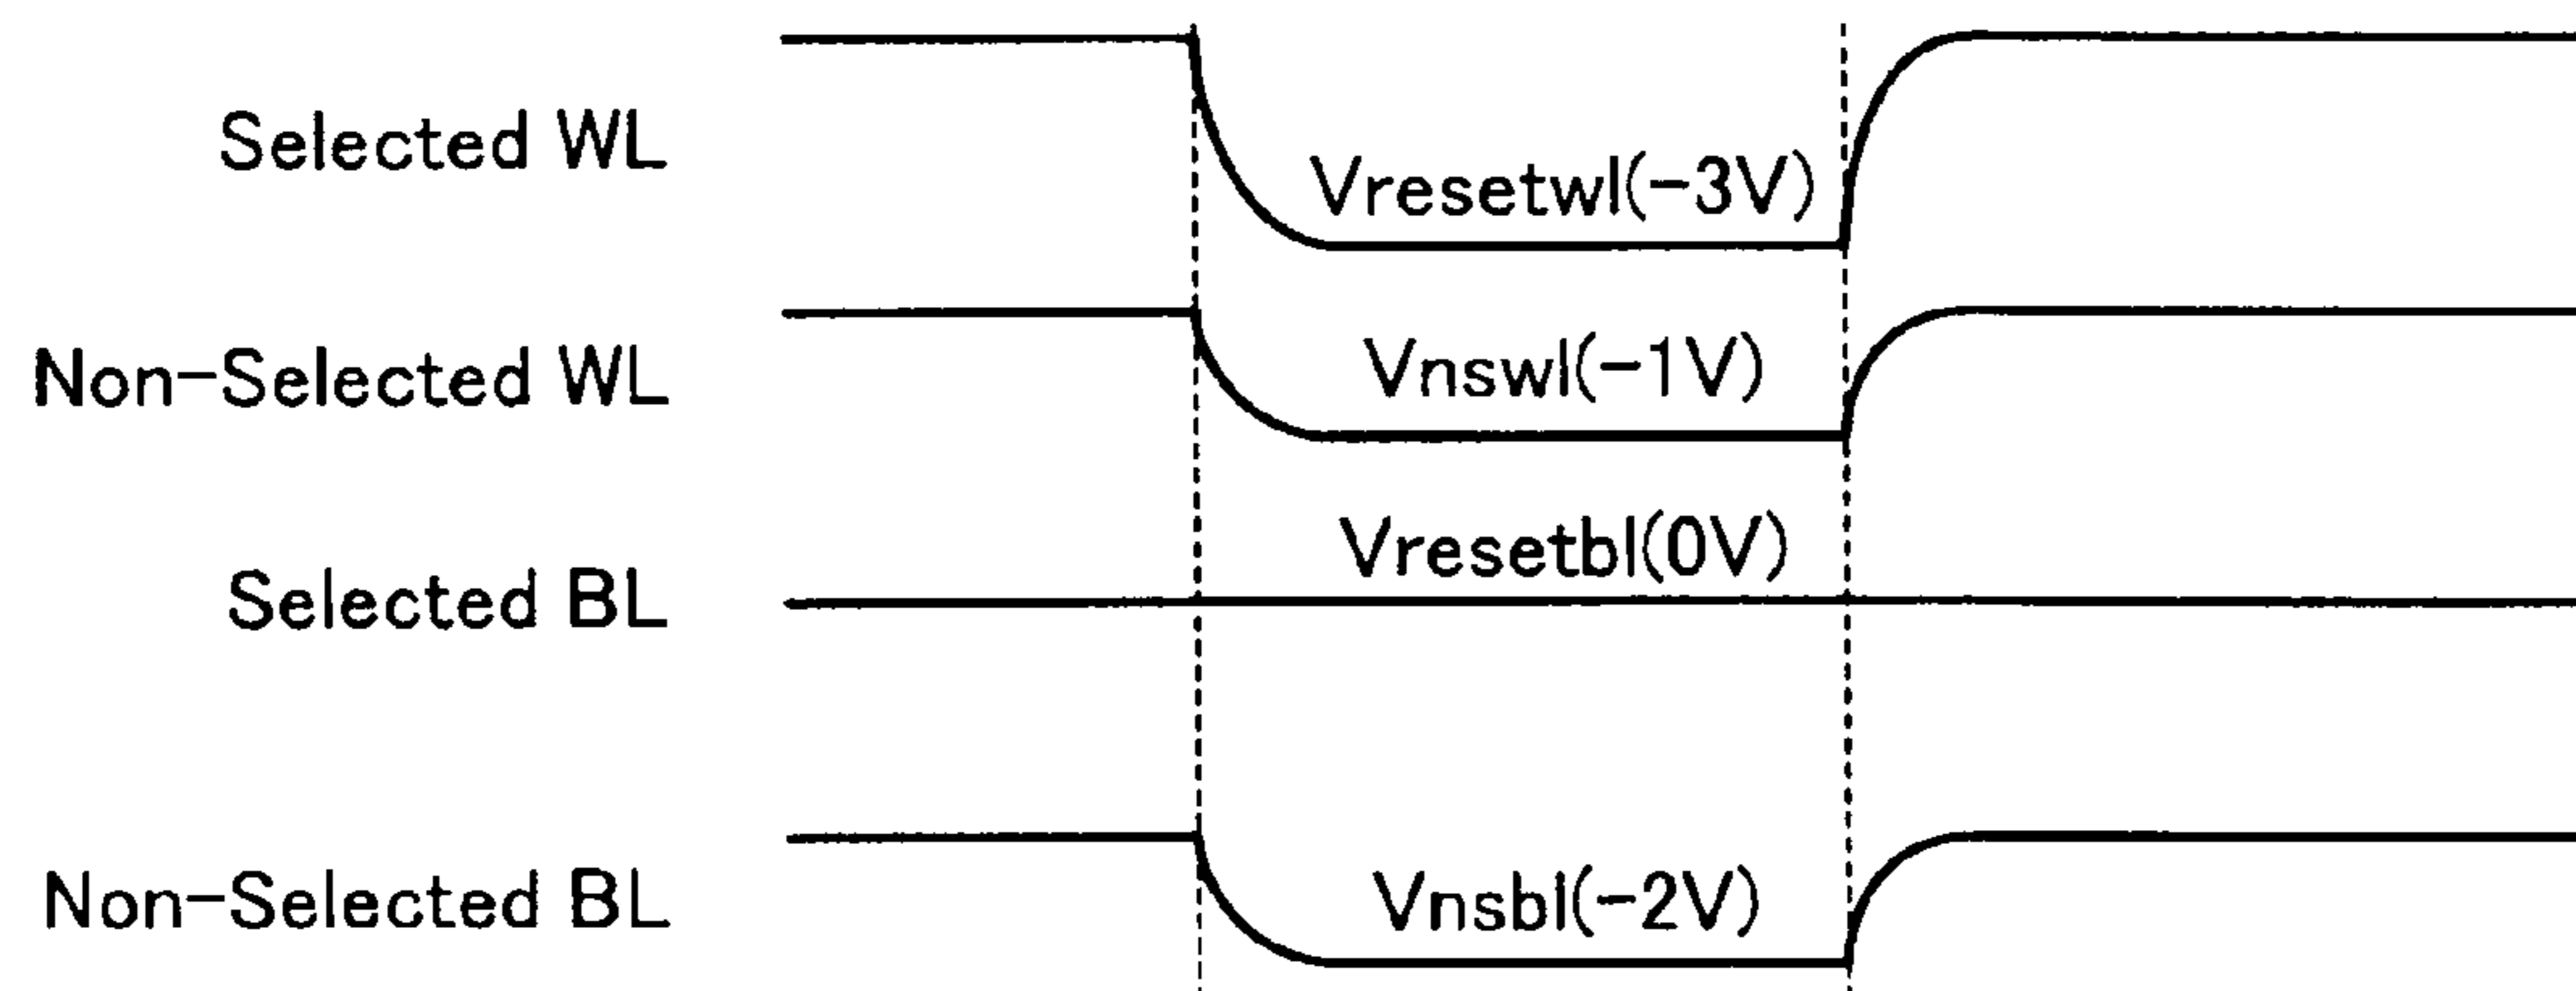 Selected WL
Vresetwl(-3V)
Non-Selected WL
Vnswl(-1V)
Selected BL
Vresetbl(0V)
Non-Selected BL
Vnsbl(-2V)